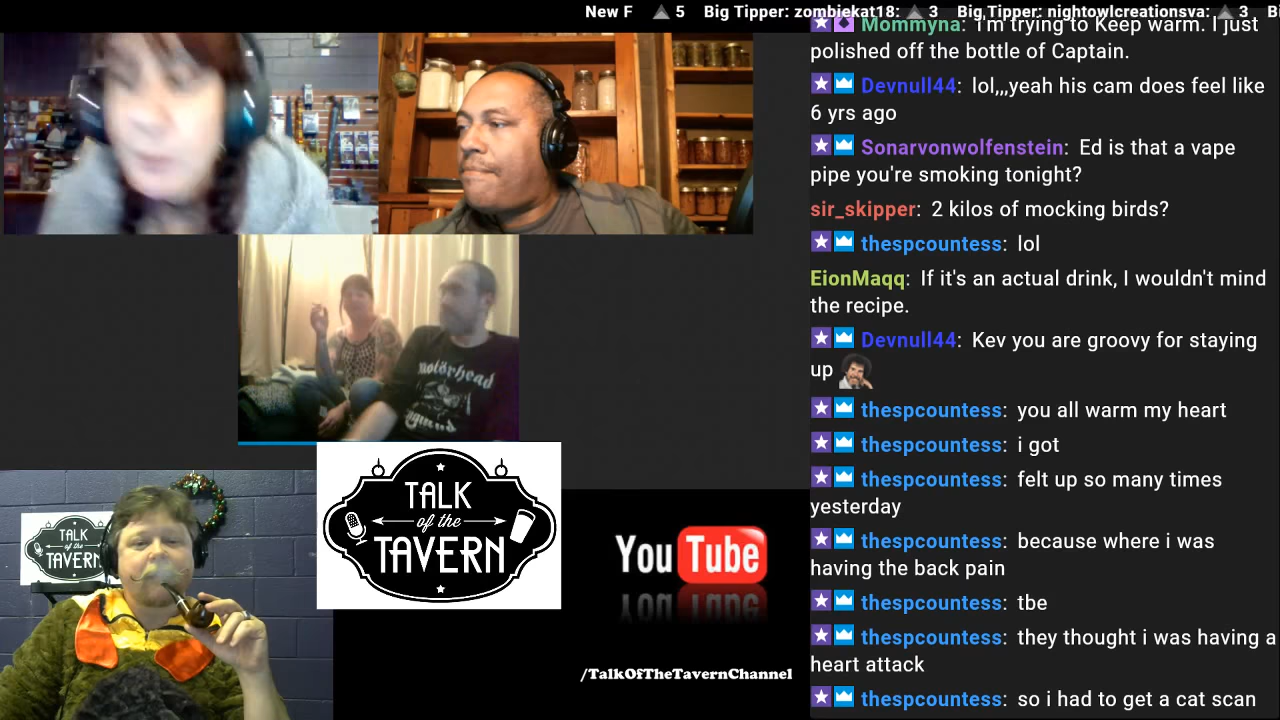 New F 5 Big Tipper: zombiekat18: 3 Big Tipper: nightowlcreationsva: 3 Bi
Mommyna: I'm trying to Keep warm. I just
polished off the bottle of Captain.
Devnull44: lol,,,yeah his cam does feel like
6 yrs ago
Sonarvonwolfenstein: Ed is that a vape
pipe you're smoking tonight?
sir_skipper: 2 kilos of mocking birds?
thespcountess: lol
EionMaqq: If it's an actual drink, I wouldn't mind
the recipe.
Devnull44: Kev you are groovy for staying
up
thespcountess: you all warm my heart
thespcountess: i got
thespcountess: felt up so many times
yesterday
thespcountess: because where i was
having the back pain
thespcountess: tbe
thespcountess: they thought i was having a
heart attack
thespcountess: so i had to get a cat scan
motörhead
TALK
of the
TAVERN
TALK
of the
TAVERN
YouTube
/TalkOfTheTavernChannel